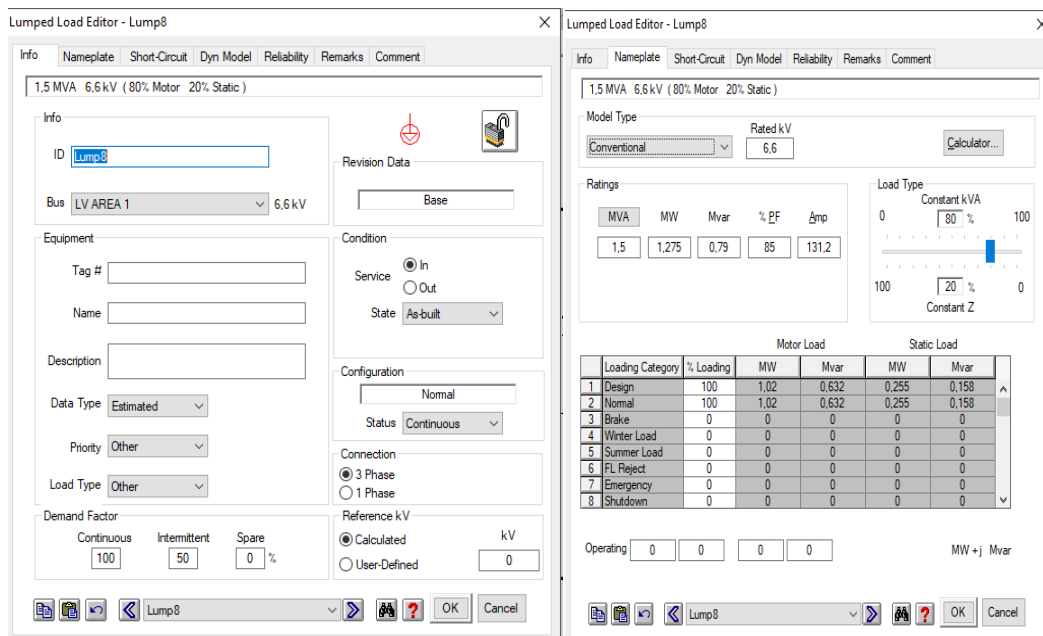 Lumped Load Editor - Lump8
Info Nameplate Short-Circuit Dyn Model Reliability Remarks Comment
1,5 MVA 6,6 kV ( 80% Motor 20% Static )
Info
ID Lump8
Bus LV AREA 1 6,6 kV
Revision Data
Base
Equipment
Tag #
Name
Description
Data Type Estimated
Priority Other
Load Type Other
Condition
Service In
Out
State As-built
Configuration
Normal
Status Continuous
Connection
3 Phase
1 Phase
Demand Factor
Continuous Intermittent Spare
100 50 0 %
Reference kV
Calculated kV
User-Defined 0
Lump8 ? OK Cancel
Lumped Load Editor - Lump8
Info Nameplate Short-Circuit Dyn Model Reliability Remarks Comment
1,5 MVA 6,6 kV ( 80% Motor 20% Static )
Model Type
Rated kV
Conventional 6,6 Calculator...
Ratings
MVA MW Mvar % PF Amp
1,5 1,275 0,79 85 131,2
Load Type
Constant kVA
0 80 % 100
100 20 % 0
Constant Z
Motor Load Static Load
Loading Category % Loading MW Mvar MW Mvar
1 Design 100 1,02 0,632 0,255 0,158
2 Normal 100 1,02 0,632 0,255 0,158
3 Brake 0 0 0 0 0
4 Winter Load 0 0 0 0 0
5 Summer Load 0 0 0 0 0
6 FL Reject 0 0 0 0 0
7 Emergency 0 0 0 0 0
8 Shutdown 0 0 0 0 0
Operating 0 0 0 0 MW +j Mvar
Lump8 ? OK Cancel